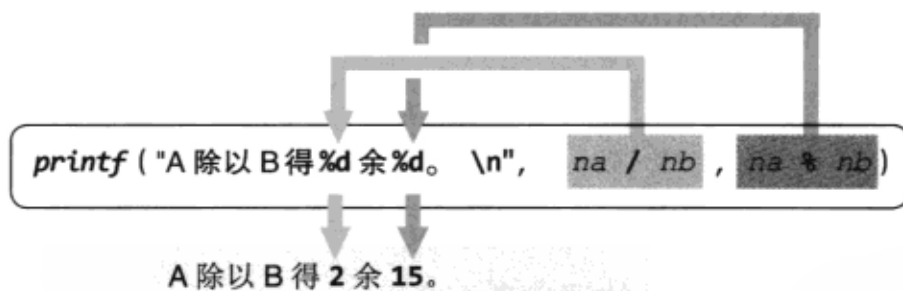 printf ("A 除以 B 得 %d 余 %d。 \n", na / nb , na % nb)
A 除以 B 得 2 余 15。